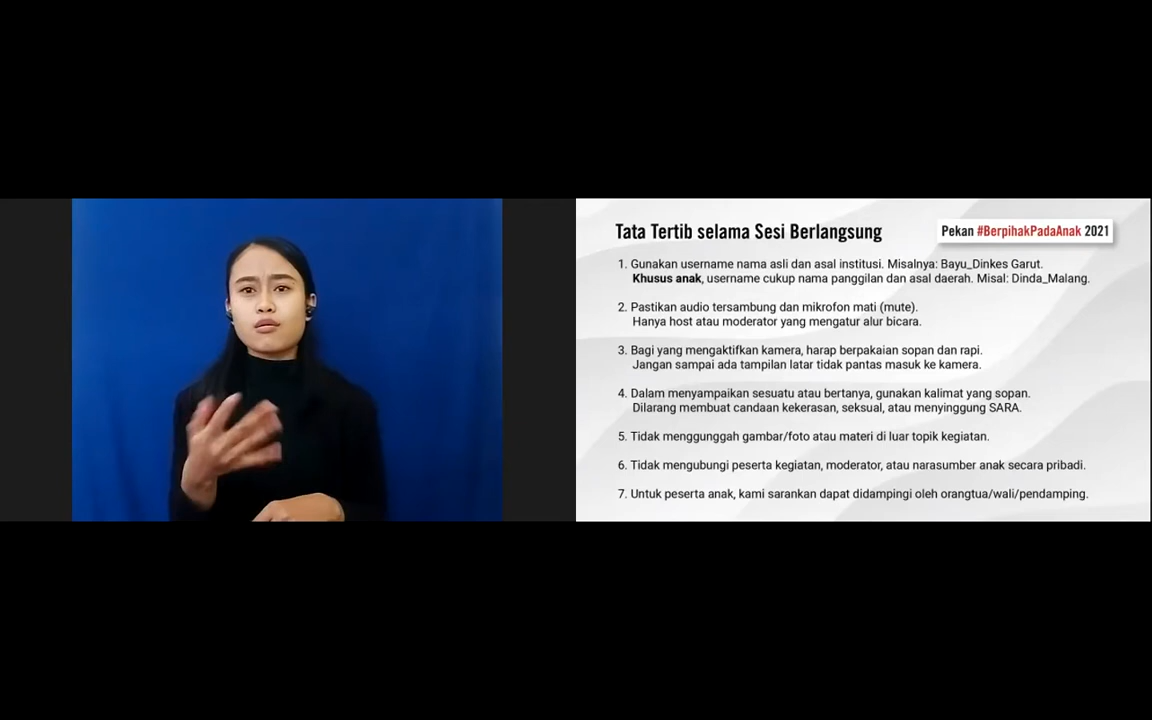 Tata Tertib selama Sesi Berlangsung
Pekan #BerpihakPadaAnak 2021
1. Gunakan username nama asli dan asal institusi. Misalnya: Bayu_Dinkes Garut.
Khusus anak, username cukup nama panggilan dan asal daerah. Misal: Dinda_Malang.
2. Pastikan audio tersambung dan mikrofon mati (mute).
Hanya host atau moderator yang mengatur alur bicara.
3. Bagi yang mengaktifkan kamera, harap berpakaian sopan dan rapi.
Jangan sampai ada tampilan latar tidak pantas masuk ke kamera.
4. Dalam menyampaikan sesuatu atau bertanya, gunakan kalimat yang sopan.
Dilarang membuat candaan kekerasan, seksual, atau menyinggung SARA.
5. Tidak menggunggah gambar/foto atau materi di luar topik kegiatan.
6. Tidak mengubungi peserta kegiatan, moderator, atau narasumber anak secara pribadi.
7. Untuk peserta anak, kami sarankan dapat didampingi oleh orangtua/wali/pendamping.